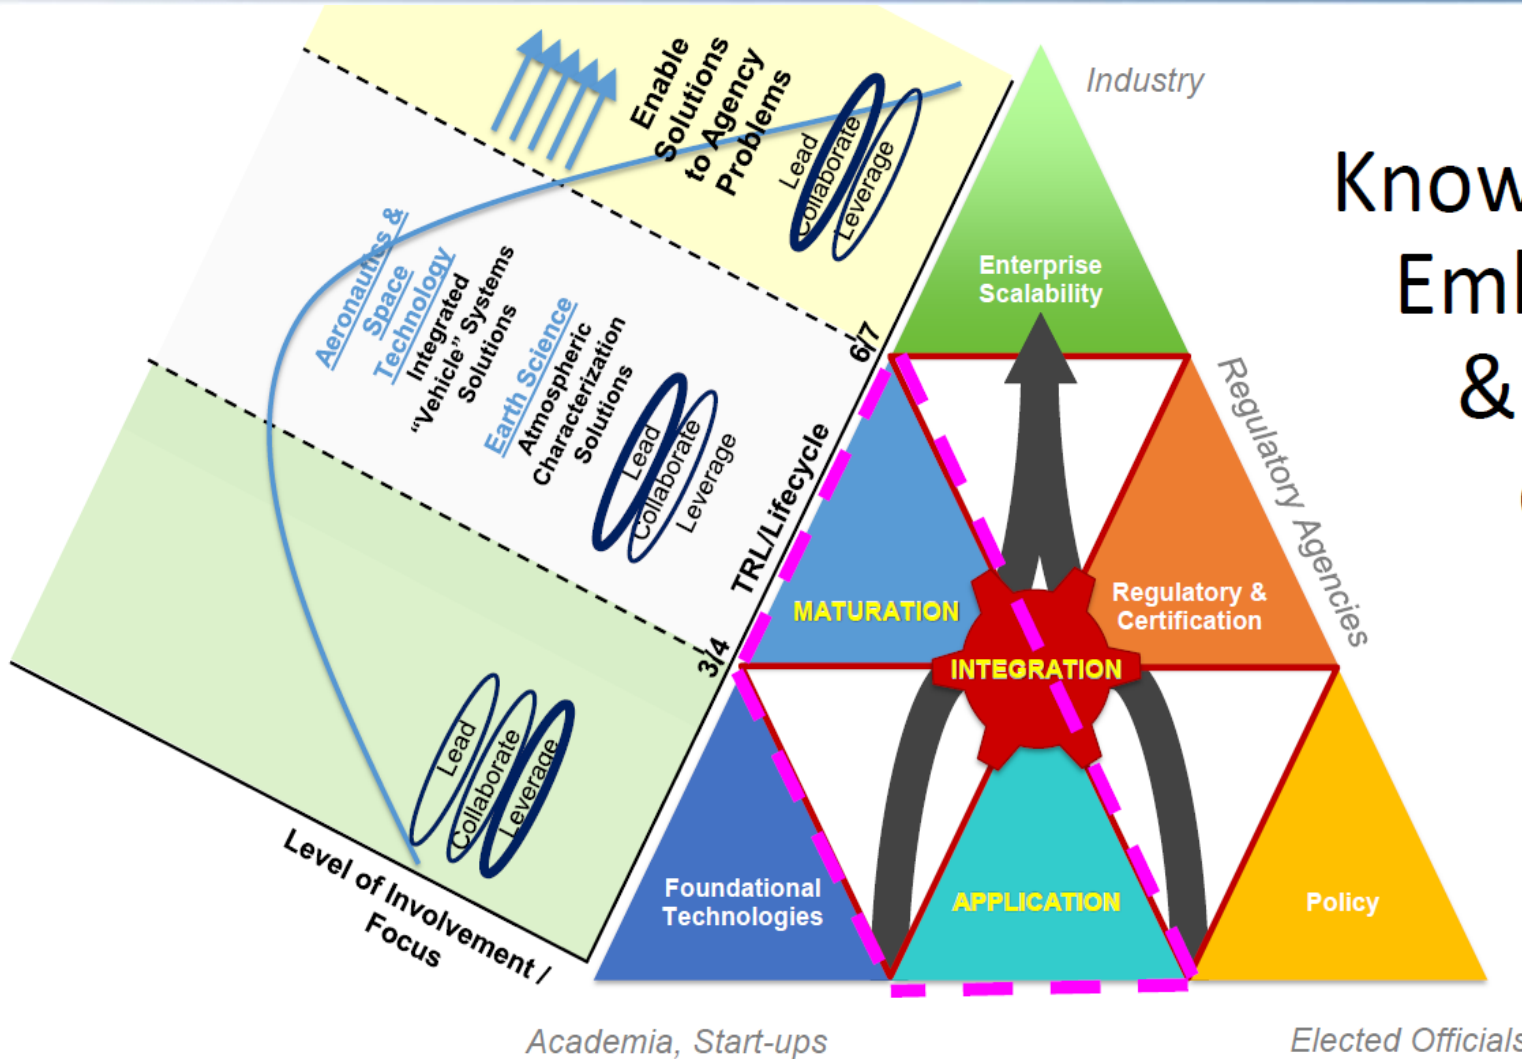 Enable
Solutions
to Agency
Problems
Lead
Collaborate
Leverage
Industry
Enterprise
Scalability
Aeronautics &
Space
Technology
Integrated
“Vehicle” Systems
Solutions
Earth Science
Atmospheric
Characterization
Solutions
Lead
Collaborate
Leverage
6/7
TRL/Lifecycle
3/4
Regulatory Agencies
MATURATION
Regulatory &
Certification
INTEGRATION
Lead
Collaborate
Leverage
Level of Involvement /
Focus
Foundational
Technologies
APPLICATION
Policy
Academia, Start-ups
Elected Officials
&